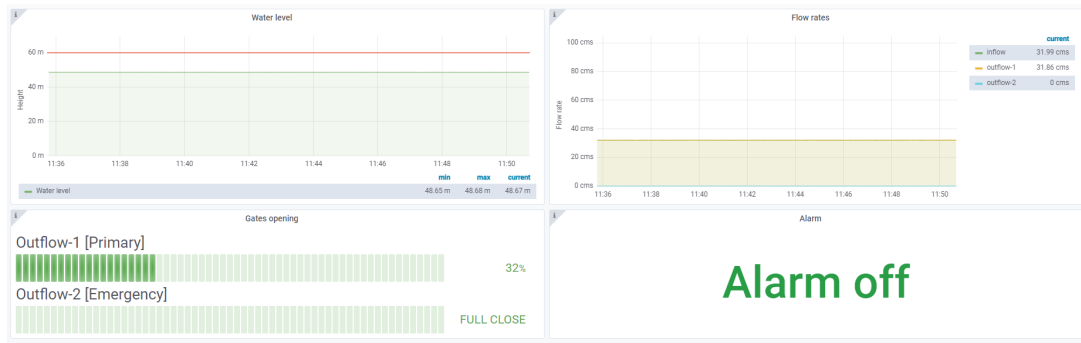 Water level
Height
60 m
40 m
20 m
0 m
11:36 11:38 11:40 11:42 11:44 11:46 11:48 11:50
min max current
Water level 48.65 m 48.68 m 48.67 m
Flow rates
Flow rate
100 cms
80 cms
60 cms
40 cms
20 cms
0 cms
11:36 11:38 11:40 11:42 11:44 11:46 11:48 11:50
current
inflow 31.99 cms
outflow-1 31.86 cms
outflow-2 0 cms
Gates opening
Outflow-1 [Primary]
32%
Outflow-2 [Emergency]
FULL CLOSE
Alarm
Alarm off